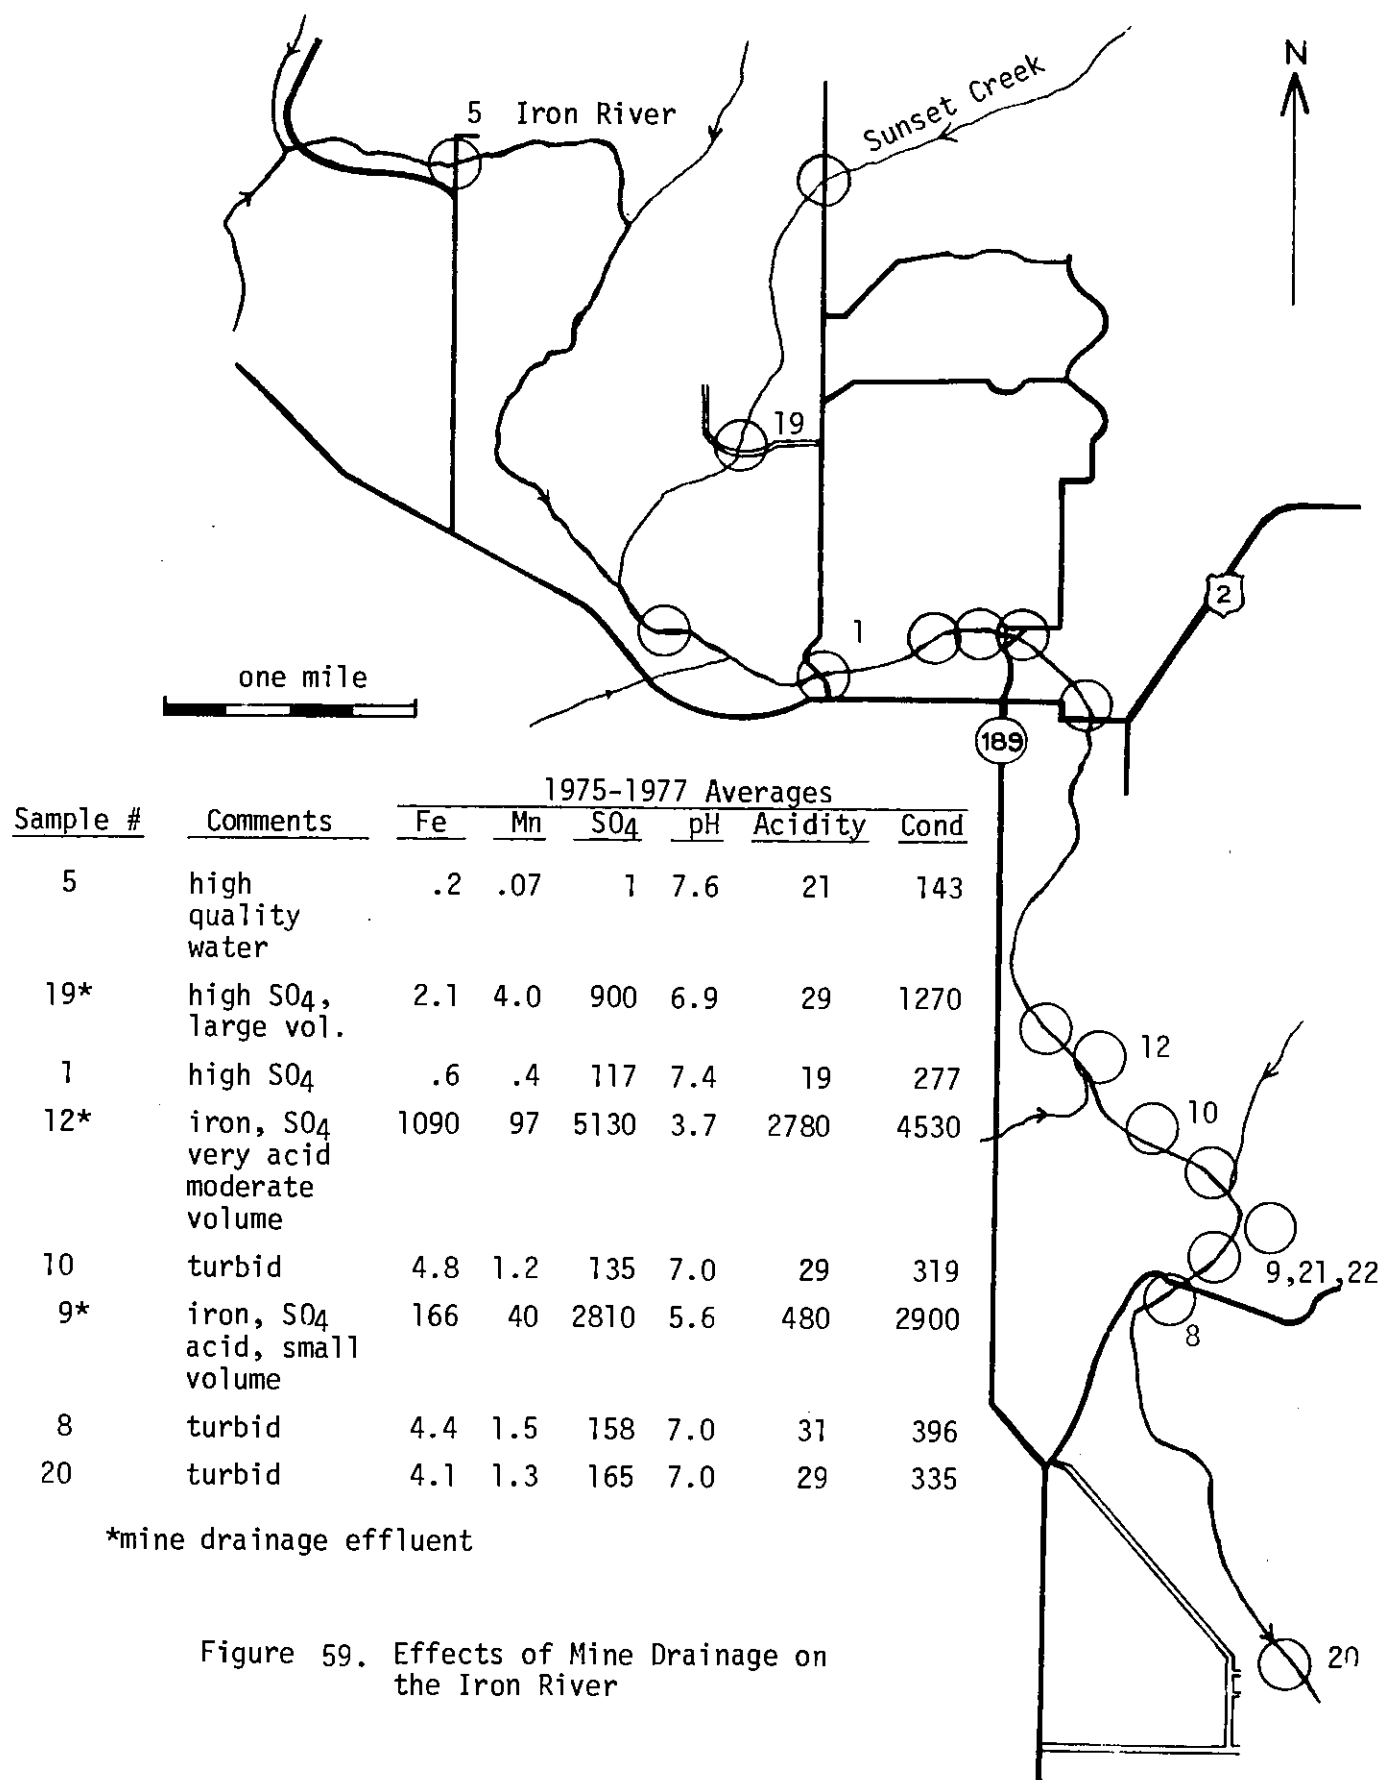 N
5 Iron River
Sunset Creek
19
2
1
one mile
189
1975-1977 Averages
Sample # Comments Fe Mn SO4 pH Acidity Cond
5 high .2 .07 1 7.6 21 143
quality
water
19* high SO4, 2.1 4.0 900 6.9 29 1270
large vol.
1 high SO4 .6 .4 117 7.4 19 277
12* iron, SO4 1090 97 5130 3.7 2780 4530
very acid
moderate
volume
10 turbid 4.8 1.2 135 7.0 29 319
9* iron, SO4 166 40 2810 5.6 480 2900
acid, small
volume
8 turbid 4.4 1.5 158 7.0 31 396
20 turbid 4.1 1.3 165 7.0 29 335
*mine drainage effluent
12
10
9,21,22
8
20
Figure 59. Effects of Mine Drainage on
the Iron River